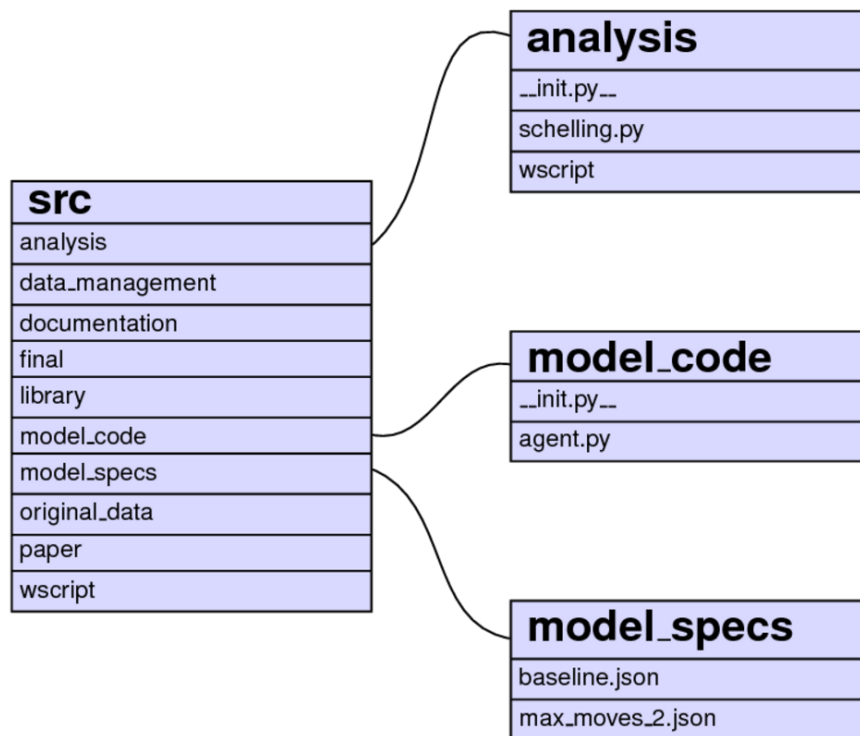 src
analysis
data_management
documentation
final
library
model_code
model_specs
original_data
paper
wscript
analysis
__init.py__
schelling.py
wscript
model_code
__init.py__
agent.py
model_specs
baseline.json
max_moves_2.json